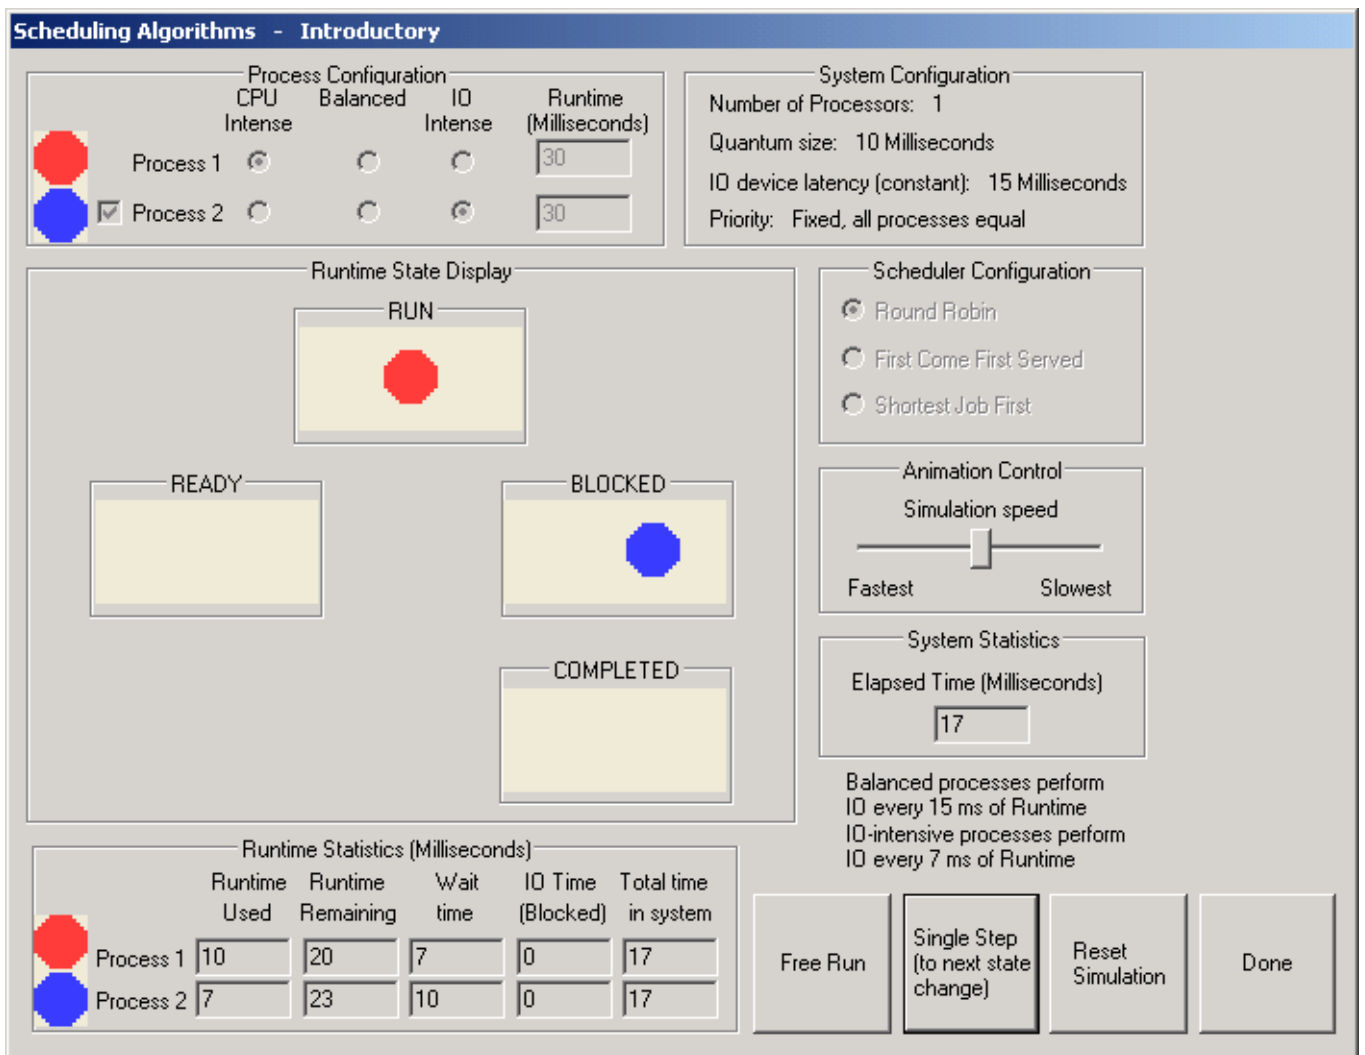 Scheduling Algorithms - Introductory
Process Configuration
CPU Intense
Balanced
IO Intense
Runtime (Milliseconds)
Process 1
30
Process 2
30
System Configuration
Number of Processors: 1
Quantum size: 10 Milliseconds
IO device latency (constant): 15 Milliseconds
Priority: Fixed, all processes equal
Runtime State Display
RUN
READY
BLOCKED
COMPLETED
Scheduler Configuration
Round Robin
First Come First Served
Shortest Job First
Animation Control
Simulation speed
Fastest Slowest
System Statistics
Elapsed Time (Milliseconds)
17
Balanced processes perform
IO every 15 ms of Runtime
IO-intensive processes perform
IO every 7 ms of Runtime
Runtime Statistics (Milliseconds)
Runtime Runtime Wait IO Time Total time
Used Remaining time (Blocked) in system
Process 1 10 20 7 0 17
Process 2 7 23 10 0 17
Free Run
Single Step
(to next state
change)
Reset
Simulation
Done